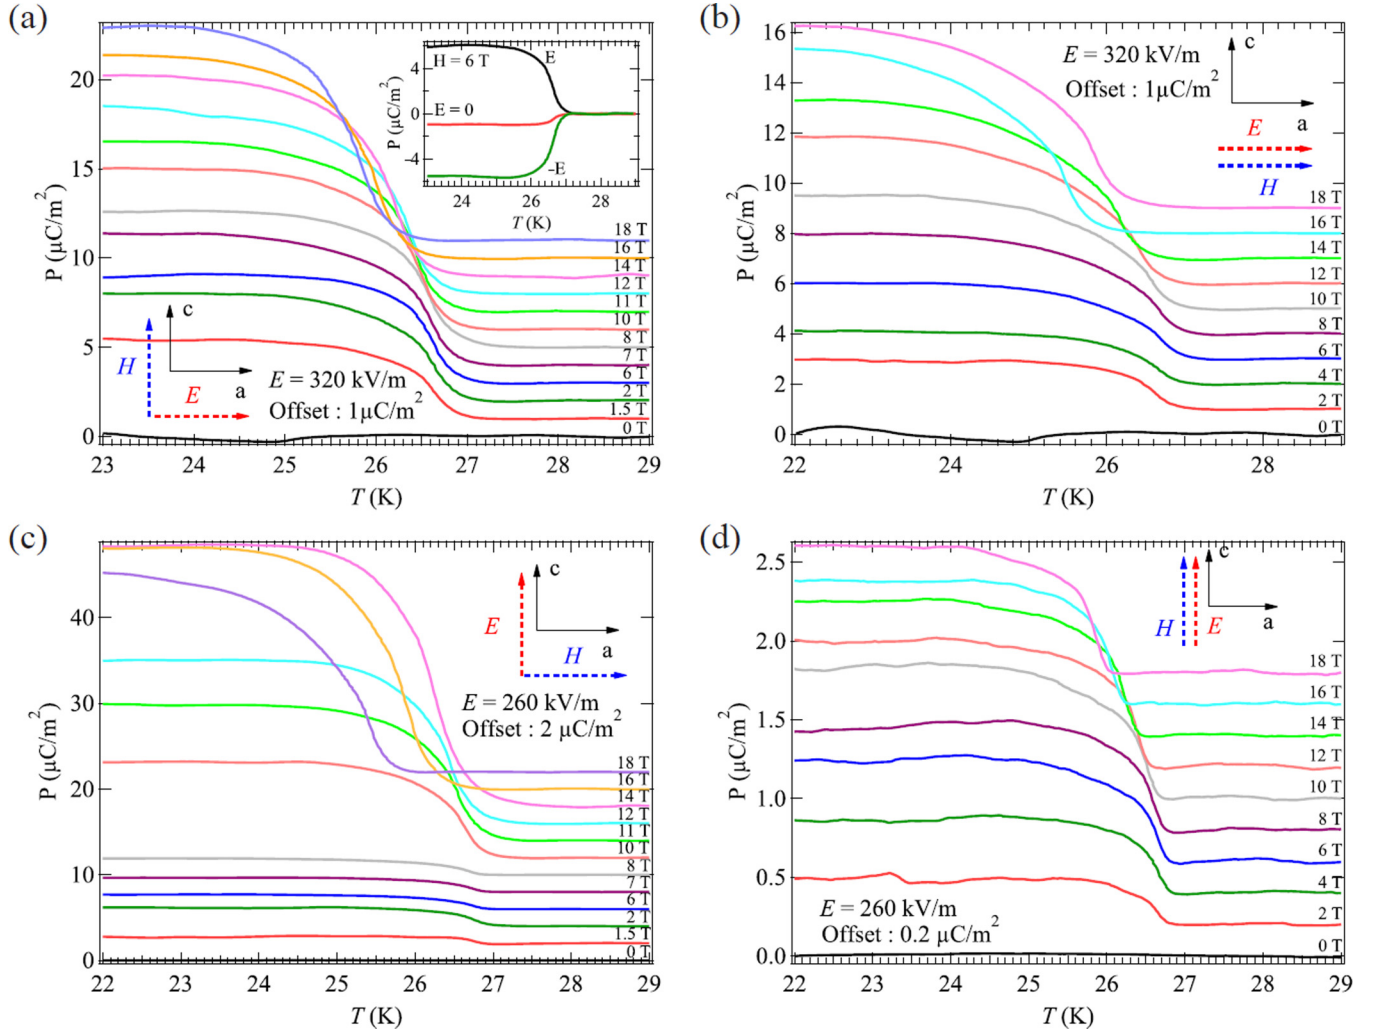 (a)
P (µC/m²)
20
15
10
5
0
23
24
25
26
27
28
29
T (K)
H = 6 T
E
E = 0
–E
P (µC/m²)
4
0
–4
24
26
28
T (K)
18 T
16 T
14 T
12 T
11 T
10 T
8 T
7 T
6 T
2 T
1.5 T
0 T
c
H
a
E
E = 320 kV/m
Offset : 1µC/m²
(b)
P (µC/m²)
16
14
12
10
8
6
4
2
0
22
24
26
28
T (K)
E = 320 kV/m
Offset : 1µC/m²
c
a
E
H
18 T
16 T
14 T
12 T
10 T
8 T
6 T
4 T
2 T
0 T
(c)
P (µC/m²)
40
30
20
10
0
22
23
24
25
26
27
28
29
T (K)
c
E
a
H
E = 260 kV/m
Offset : 2 µC/m²
18 T
16 T
14 T
12 T
11 T
10 T
8 T
7 T
6 T
2 T
1.5 T
0 T
(d)
P (µC/m²)
2.5
2.0
1.5
1.0
0.5
0.0
22
23
24
25
26
27
28
29
T (K)
c
H
E
a
18 T
16 T
14 T
12 T
10 T
8 T
6 T
4 T
2 T
0 T
E = 260 kV/m
Offset : 0.2 µC/m²